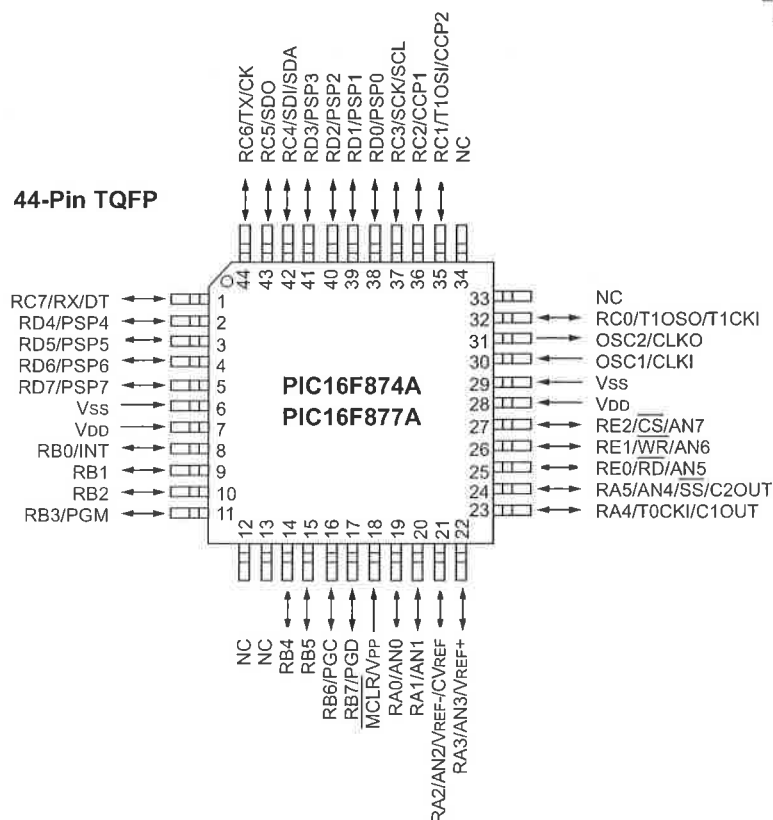 44-Pin TQFP
RC6/TX/CK
RC5/SDO
RC4/SDI/SDA
RD3/PSP3
RD2/PSP2
RD1/PSP1
RD0/PSP0
RC3/SCK/SCL
RC2/CCP1
RC1/T1OSI/CCP2
NC
44
43
42
41
40
39
38
37
36
35
34
RC7/RX/DT 1
RD4/PSP4 2
RD5/PSP5 3
RD6/PSP6 4
RD7/PSP7 5
VSS 6
VDD 7
RB0/INT 8
RB1 9
RB2 10
RB3/PGM 11
PIC16F874A
PIC16F877A
33 NC
32 RC0/T1OSO/T1CKI
31 OSC2/CLKO
30 OSC1/CLKI
29 VSS
28 VDD
27 RE2/CS/AN7
26 RE1/WR/AN6
25 RE0/RD/AN5
24 RA5/AN4/SS/C2OUT
23 RA4/T0CKI/C1OUT
12
13
14
15
16
17
18
19
20
21
22
NC
NC
RB4
RB5
RB6/PGC
RB7/PGD
MCLR/VPP
RA0/AN0
RA1/AN1
RA2/AN2/VREF-/CVREF
RA3/AN3/VREF+